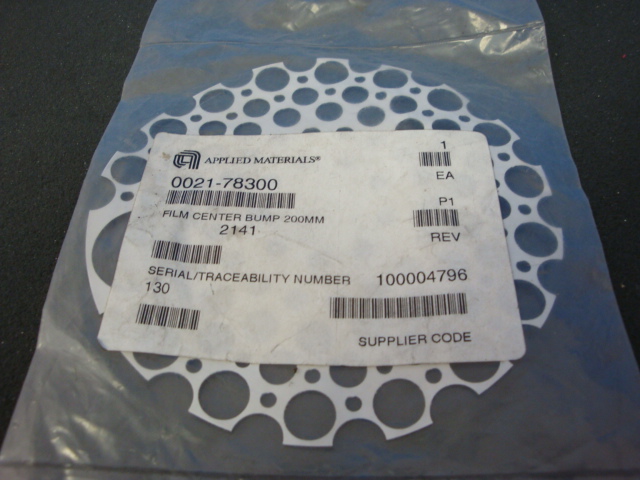 APPLIED MATERIALS®
1
0021-78300
EA
FILM CENTER BUMP 200MM
P1
2141
REV
SERIAL/TRACEABILITY NUMBER
100004796
130
SUPPLIER CODE